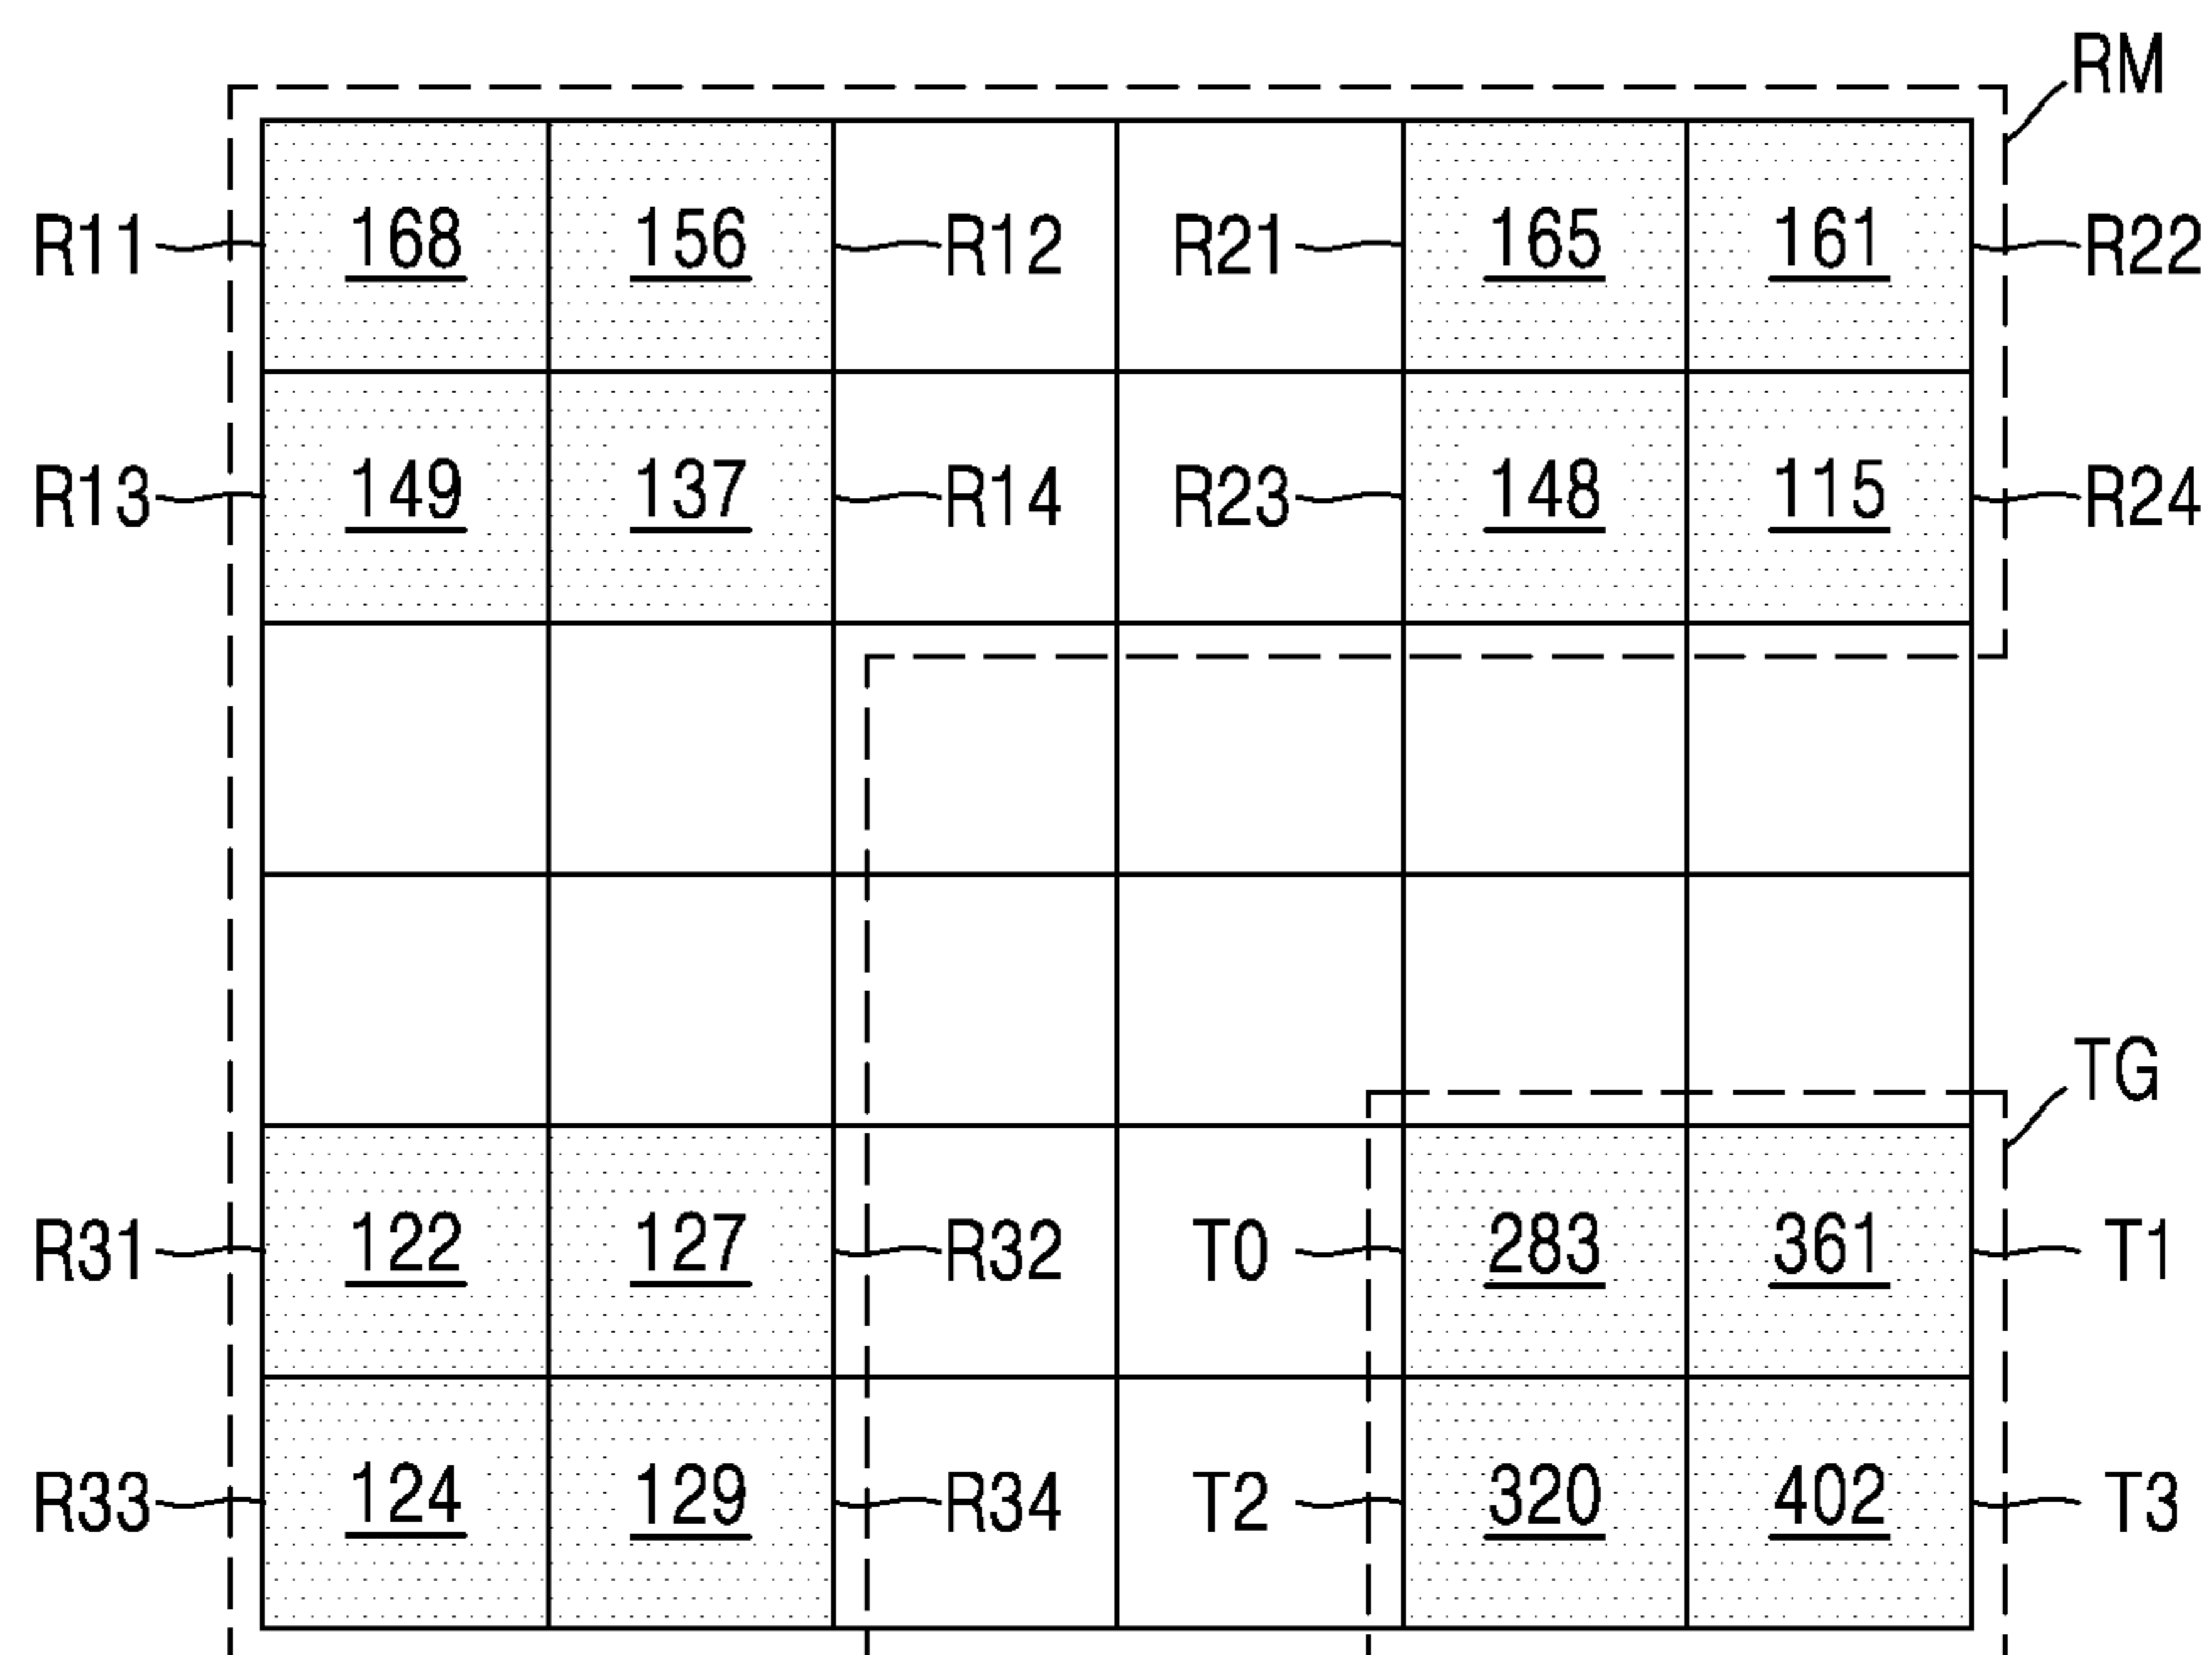 RM
R11 168 156 R12 R21 165 161 R22
R13 149 137 R14 R23 148 115 R24
TG
R31 122 127 R32 T0 283 361 T1
R33 124 129 R34 T2 320 402 T3